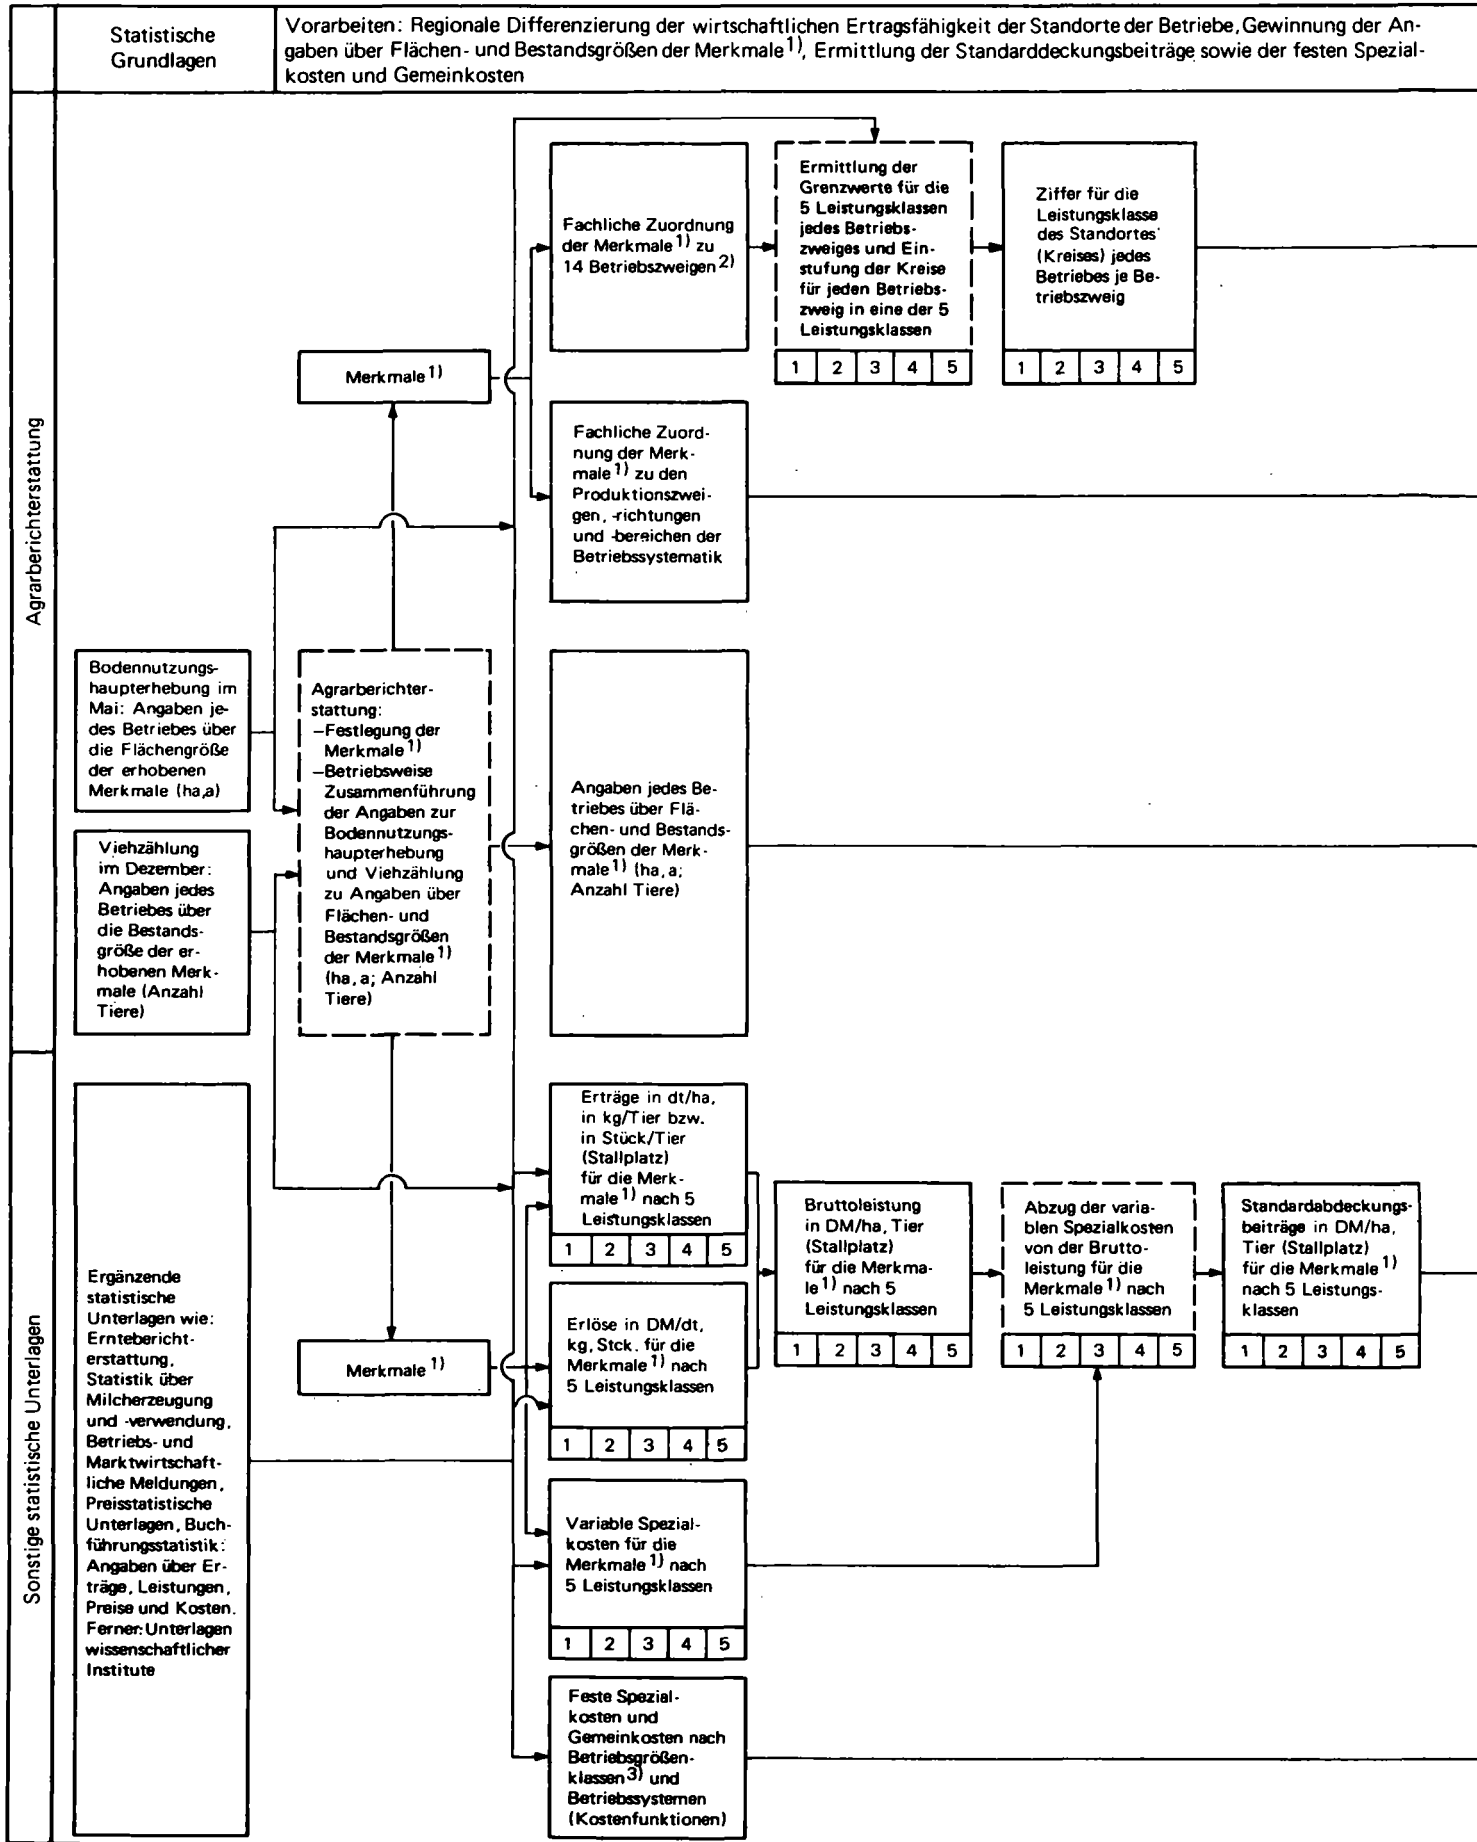 Statistische
Grundlagen
Vorarbeiten: Regionale Differenzierung der wirtschaftlichen Ertragsfähigkeit der Standorte der Betriebe, Gewinnung der An-
gaben über Flächen- und Bestandsgrößen der Merkmale 1), Ermittlung der Standarddeckungsbeiträge sowie der festen Spezial-
kosten und Gemeinkosten
Agrarberichterstattung
Fachliche Zuordnung
der Merkmale 1) zu
14 Betriebszweigen 2)
Ermittlung der
Grenzwerte für die
5 Leistungsklassen
jedes Betriebs-
zweiges und Ein-
stufung der Kreise
für jeden Betriebs-
zweig in eine der 5
Leistungsklassen
1 2 3 4 5
Ziffer für die
Leistungsklasse
des Standortes
(Kreises) jedes
Betriebes je Be-
triebszweig
1 2 3 4 5
Merkmale 1)
Fachliche Zuord-
nung der Merk-
male 1) zu den
Produktionszwei-
gen, -richtungen
und -bereichen der
Betriebssystematik
Bodennutzungs-
haupterhebung im
Mai: Angaben je-
des Betriebes über
die Flächengröße
der erhobenen
Merkmale (ha,a)
Viehzählung
im Dezember:
Angaben jedes
Betriebes über
die Bestands-
größe der er-
hobenen Merk-
male (Anzahl
Tiere)
Agrarberichter-
stattung:
—Festlegung der
Merkmale 1)
—Betriebsweise
Zusammenführung
der Angaben zur
Bodennutzungs-
haupterhebung
und Viehzählung
zu Angaben über
Flächen- und
Bestandsgrößen
der Merkmale 1)
(ha, a; Anzahl
Tiere)
Angaben jedes Be-
triebes über Flä-
chen- und Bestands-
größen der Merk-
male 1) (ha, a;
Anzahl Tiere)
Sonstige statistische Unterlagen
Ergänzende
statistische
Unterlagen wie:
Erntebericht-
erstattung,
Statistik über
Milcherzeugung
und -verwendung,
Betriebs- und
Marktwirtschaft-
liche Meldungen,
Preisstatistische
Unterlagen, Buch-
führungsstatistik:
Angaben über Er-
träge, Leistungen,
Preise und Kosten.
Ferner: Unterlagen
wissenschaftlicher
Institute
Merkmale 1)
Erträge in dt/ha,
in kg/Tier bzw.
in Stück/Tier
(Stallplatz)
für die Merk-
male 1) nach 5
Leistungsklassen
1 2 3 4 5
Erlöse in DM/dt,
kg, Stck. für die
Merkmale 1) nach
5 Leistungsklassen
1 2 3 4 5
Variable Spezial-
kosten für die
Merkmale 1) nach
5 Leistungsklassen
1 2 3 4 5
Feste Spezial-
kosten und
Gemeinkosten nach
Betriebsgrößen-
klassen 3) und
Betriebssystemen
(Kostenfunktionen)
Bruttoleistung
in DM/ha, Tier
(Stallplatz)
für die Merkma-
le 1) nach 5
Leistungsklassen
1 2 3 4 5
Abzug der varia-
blen Spezialkosten
von der Brutto-
leistung für die
Merkmale 1) nach
5 Leistungsklassen
1 2 3 4 5
Standardabdeckungs-
beiträge in DM/ha,
Tier (Stallplatz)
für die Merkmale 1)
nach 5 Leistungs-
klassen
1 2 3 4 5